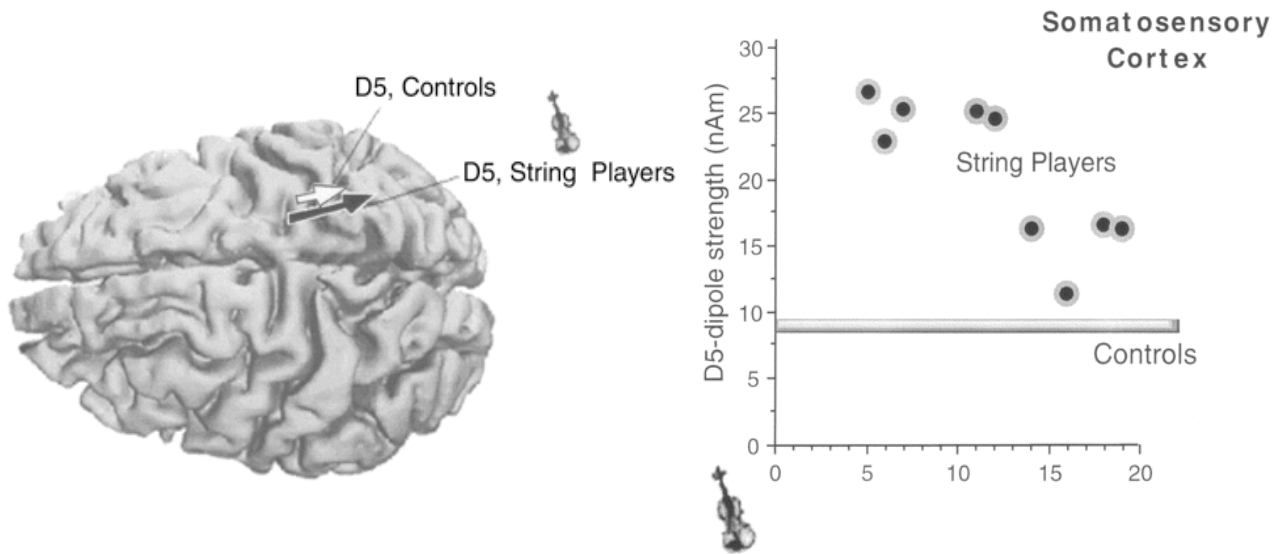 D5, Controls
D5, String Players
Somatosensory
Cortex
D5-dipole strength (nAm)
30
25
20
15
10
5
0
String Players
Controls
0 5 10 15 20